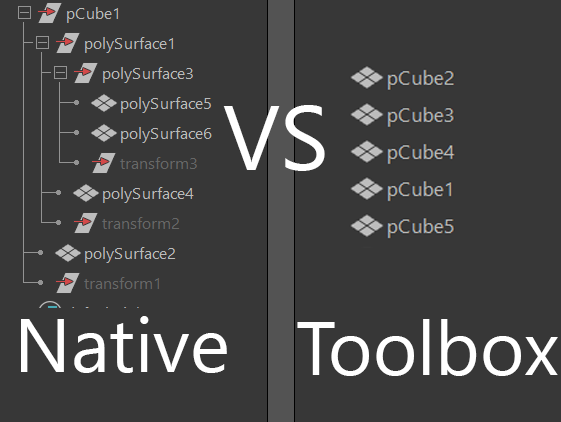 pCube1
polySurface1
polySurface3
polySurface5
polySurface6
transform3
polySurface4
transform2
polySurface2
transform1
Native
VS
pCube2
pCube3
pCube4
pCube1
pCube5
Toolbox